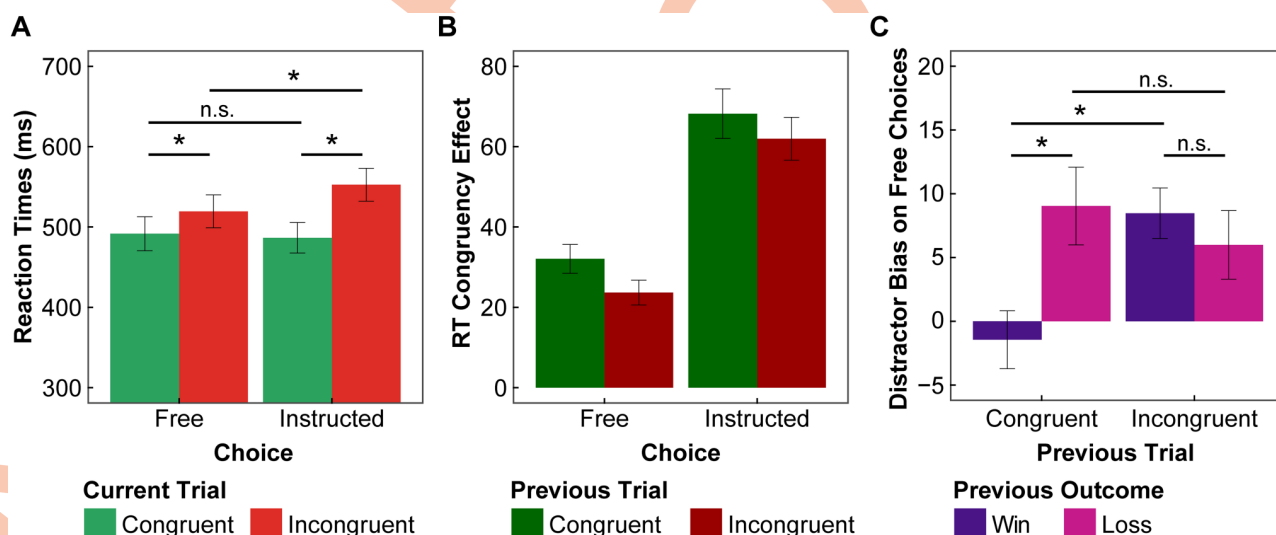 A
Reaction Times (ms)
700
600
500
400
300
*
n.s.
*
*
Free
Instructed
Choice
Current Trial
Congruent
Incongruent
B
RT Congruency Effect
80
60
40
20
0
Free
Instructed
Choice
Previous Trial
Congruent
Incongruent
C
Distractor Bias on Free Choices
20
15
10
5
0
−5
n.s.
*
*
n.s.
Congruent
Incongruent
Previous Trial
Previous Outcome
Win
Loss